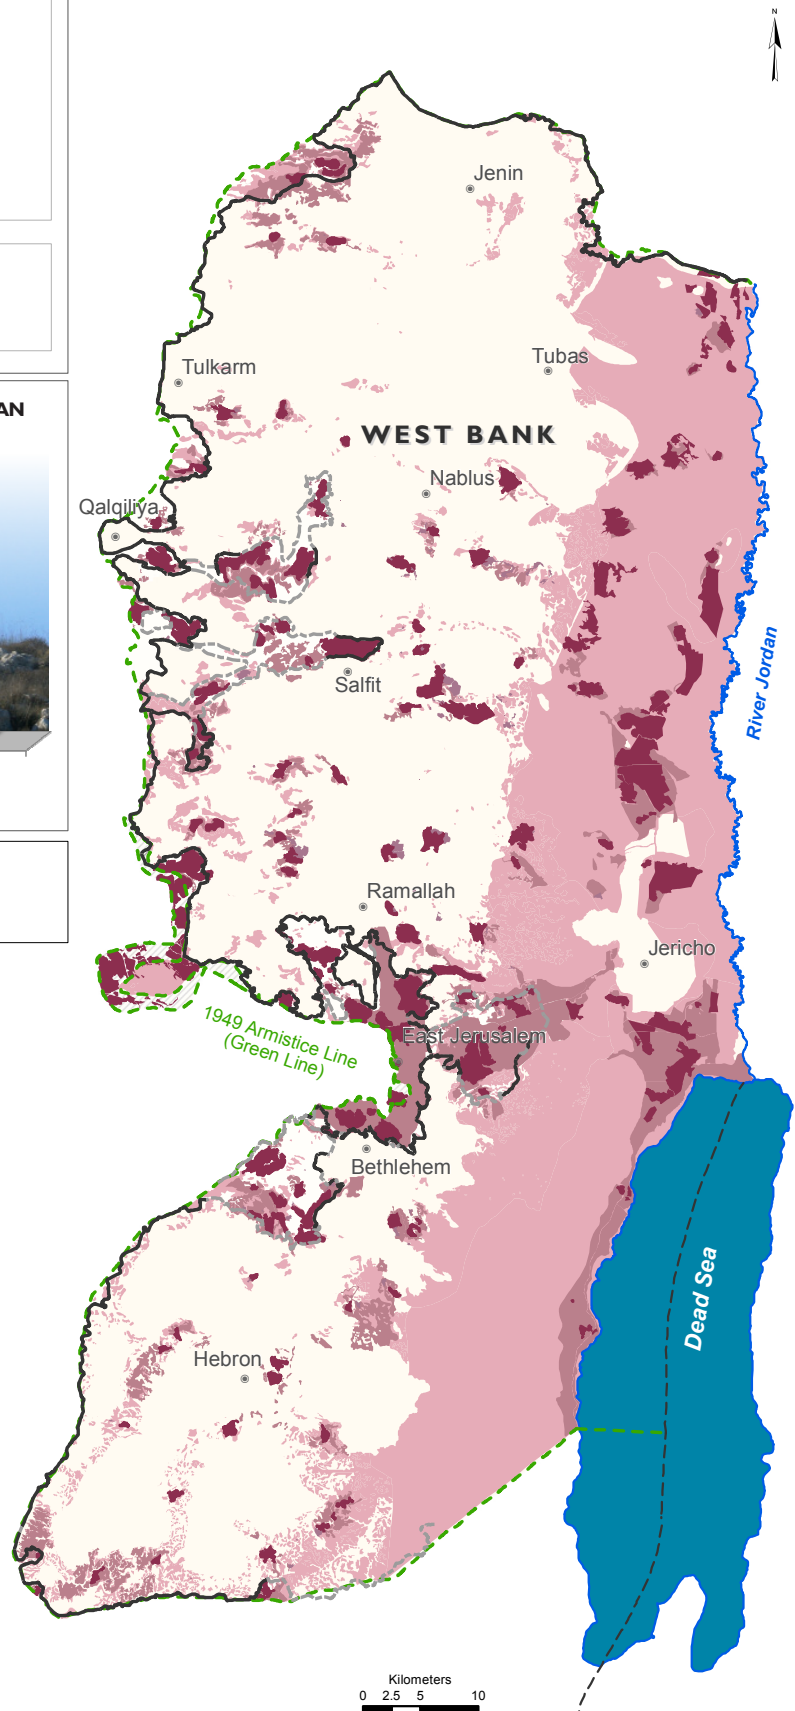 N
Jenin
AN
Tulkarm
Tubas
WEST BANK
Nablus
Qalqiliya
River Jordan
Salfit
Ramallah
Jericho
1949 Armistice Line
(Green Line)
East Jerusalem
Bethlehem
Dead Sea
Hebron
Kilometers
0 2.5 5 10